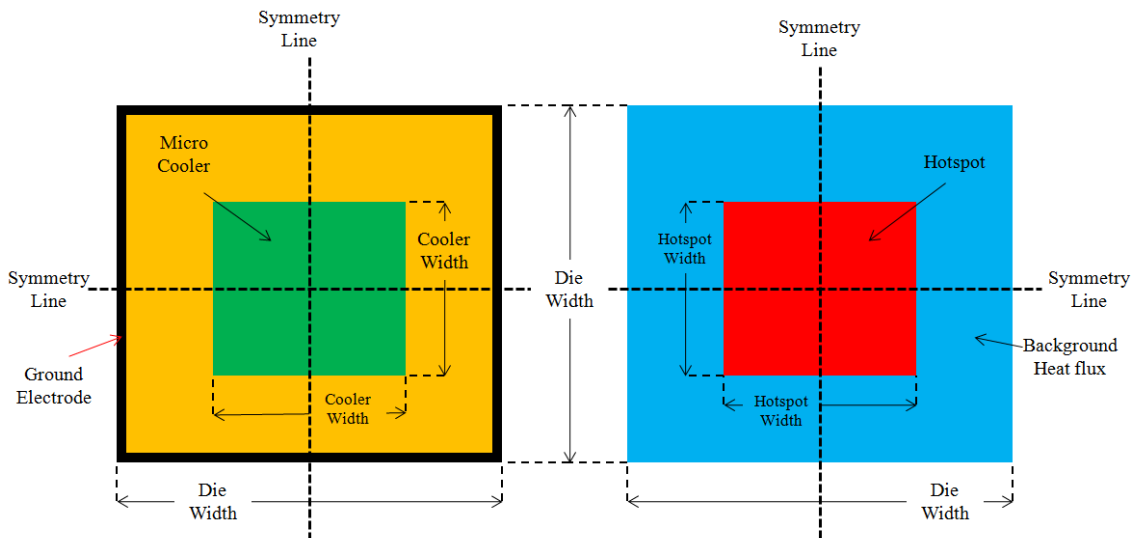 Symmetry
Line
Symmetry
Line
Micro
Cooler
Hotspot
Cooler
Width
Hotspot
Width
Die
Width
Symmetry
Line
Symmetry
Line
Ground
Electrode
Background
Heat flux
Cooler
Width
Hotspot
Width
Die
Width
Die
Width